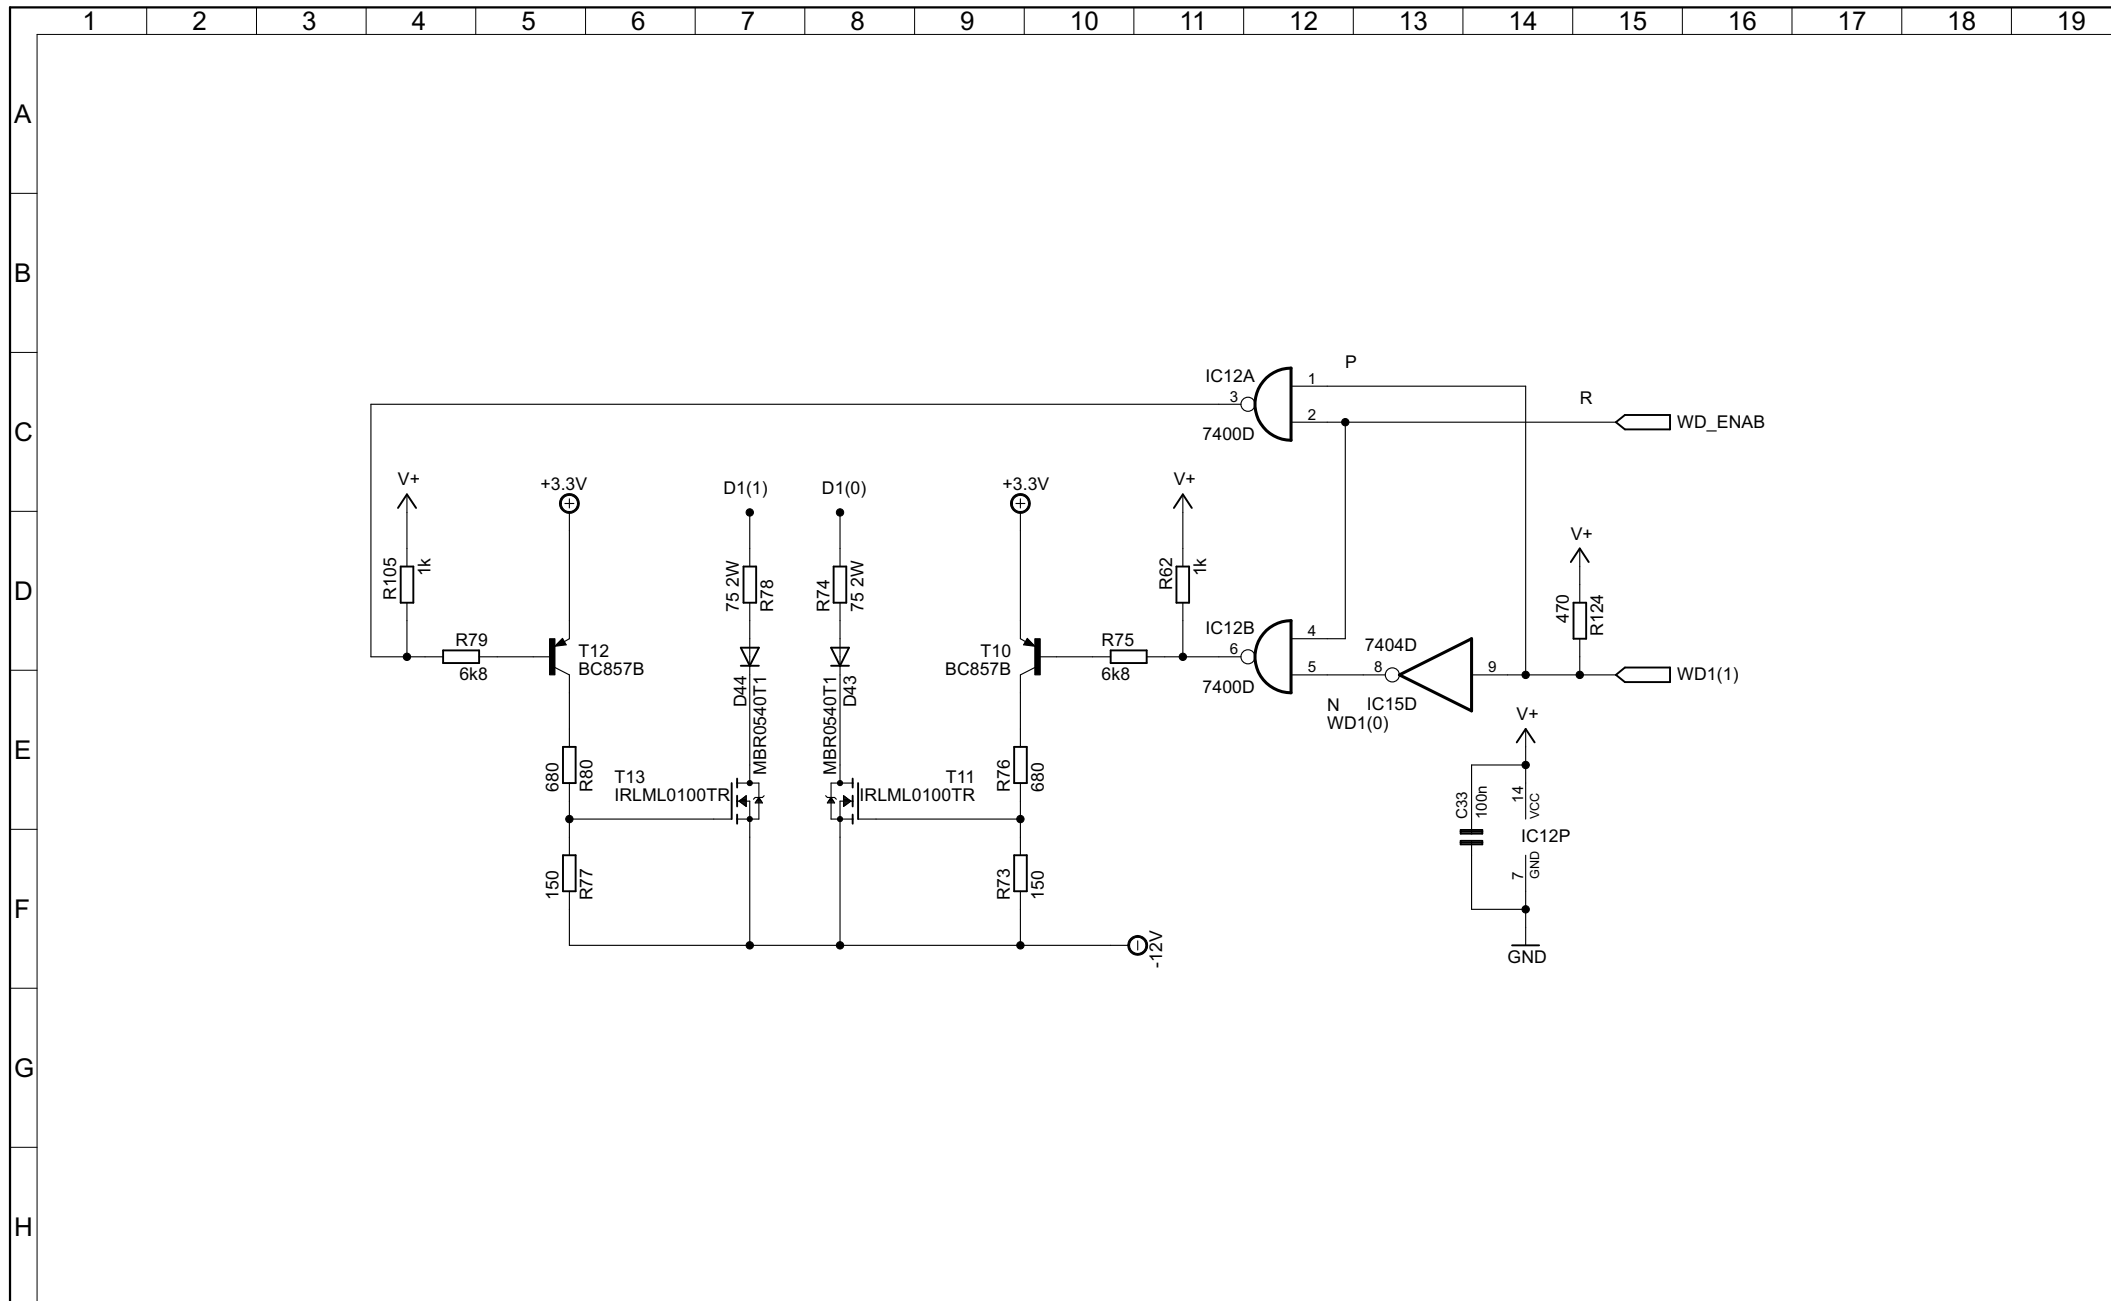 1 2 3 4 5 6 7 8 9 10 11 12 13 14 15 16 17 18 19
A
B
C
D
E
F
G
H
P
IC12A
1
3
2
7400D
R
WD_ENAB
V+
+3.3V
D1(1)
D1(0)
+3.3V
V+
V+
R105
1k
75 2W
R78
R74
75 2W
R62
1k
470
R124
R79
6k8
T12
BC857B
T10
BC857B
R75
6k8
IC12B
4
6
5
7400D
7404D
8
9
IC15D
WD1(1)
N
WD1(0)
D44
MBR0540T1
MBR0540T1
D43
V+
680
R80
T13
IRLML0100TR
T11
IRLML0100TR
R76
680
C33
100n
14
VCC
IC12P
7
GND
150
R77
R73
150
-12V
GND